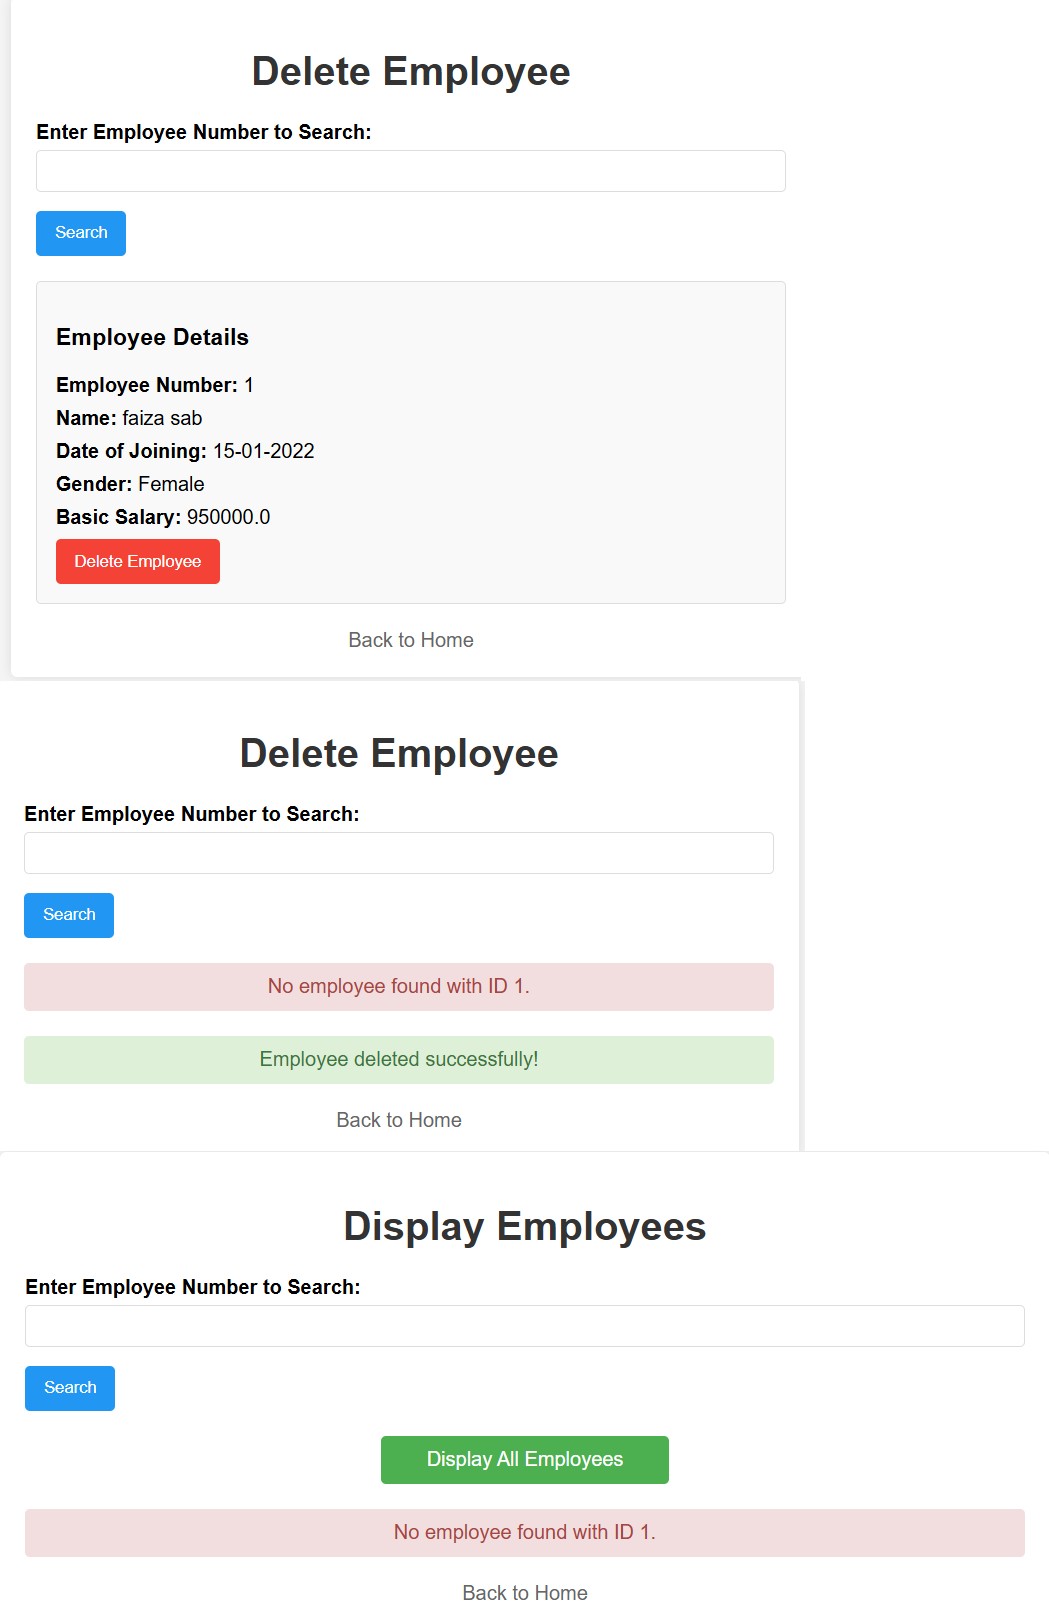 Delete Employee
Enter Employee Number to Search:
Search
Employee Details
Employee Number: 1
Name: faiza sab
Date of Joining: 15-01-2022
Gender: Female
Basic Salary: 950000.0
Delete Employee
Back to Home
Delete Employee
Enter Employee Number to Search:
Search
No employee found with ID 1.
Employee deleted successfully!
Back to Home
Display Employees
Enter Employee Number to Search:
Search
Display All Employees
No employee found with ID 1.
Back to Home